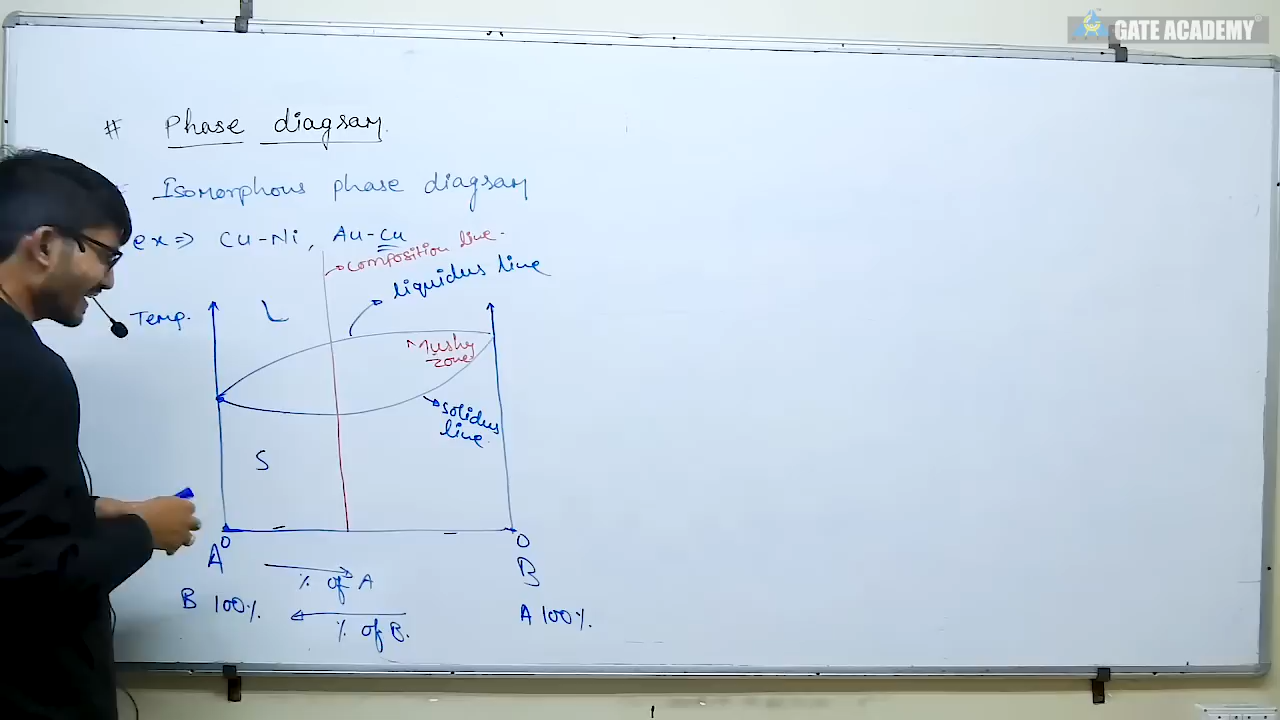 GATE ACADEMY
# Phase diagram.
Isomorphous phase diagram
ex ⇒ Cu-Ni, Au-Cu
composition line.
liquidus line
Temp.
L
Mushy
zone
solidus
line.
S
0 0
A B
% of A
B 100%. A 100%.
% of B.